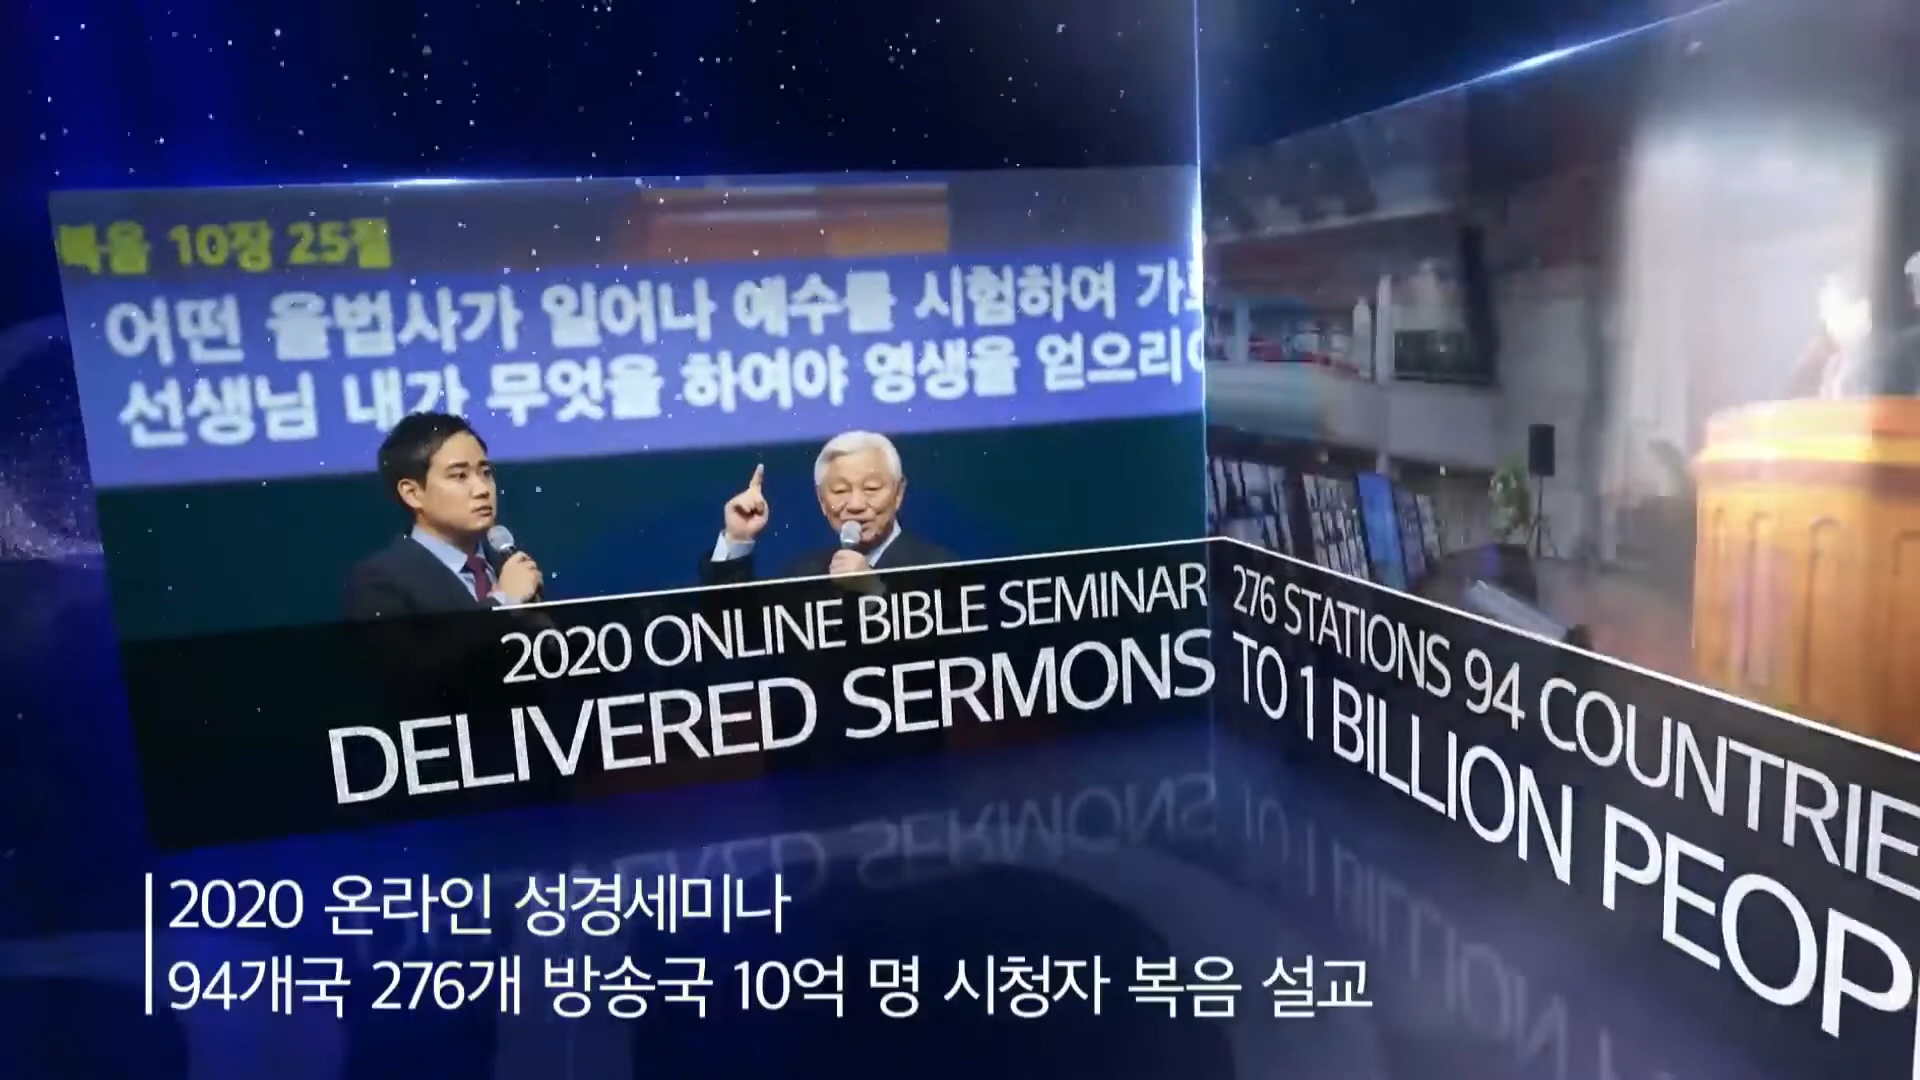 복음 10장 25절
어떤 율법사가 일어나 예수를 시험하여
선생님 내가 무엇을 하여야 영생을 얻으리
2020 ONLINE BIBLE SEMINAR
DELIVERED SERMONS
276 STATIONS 94 COUNTRIE
TO 1 BILLION PEOP
2020 온라인 성경세미나
94개국 276개 방송국 10억 명 시청자 복음 설교